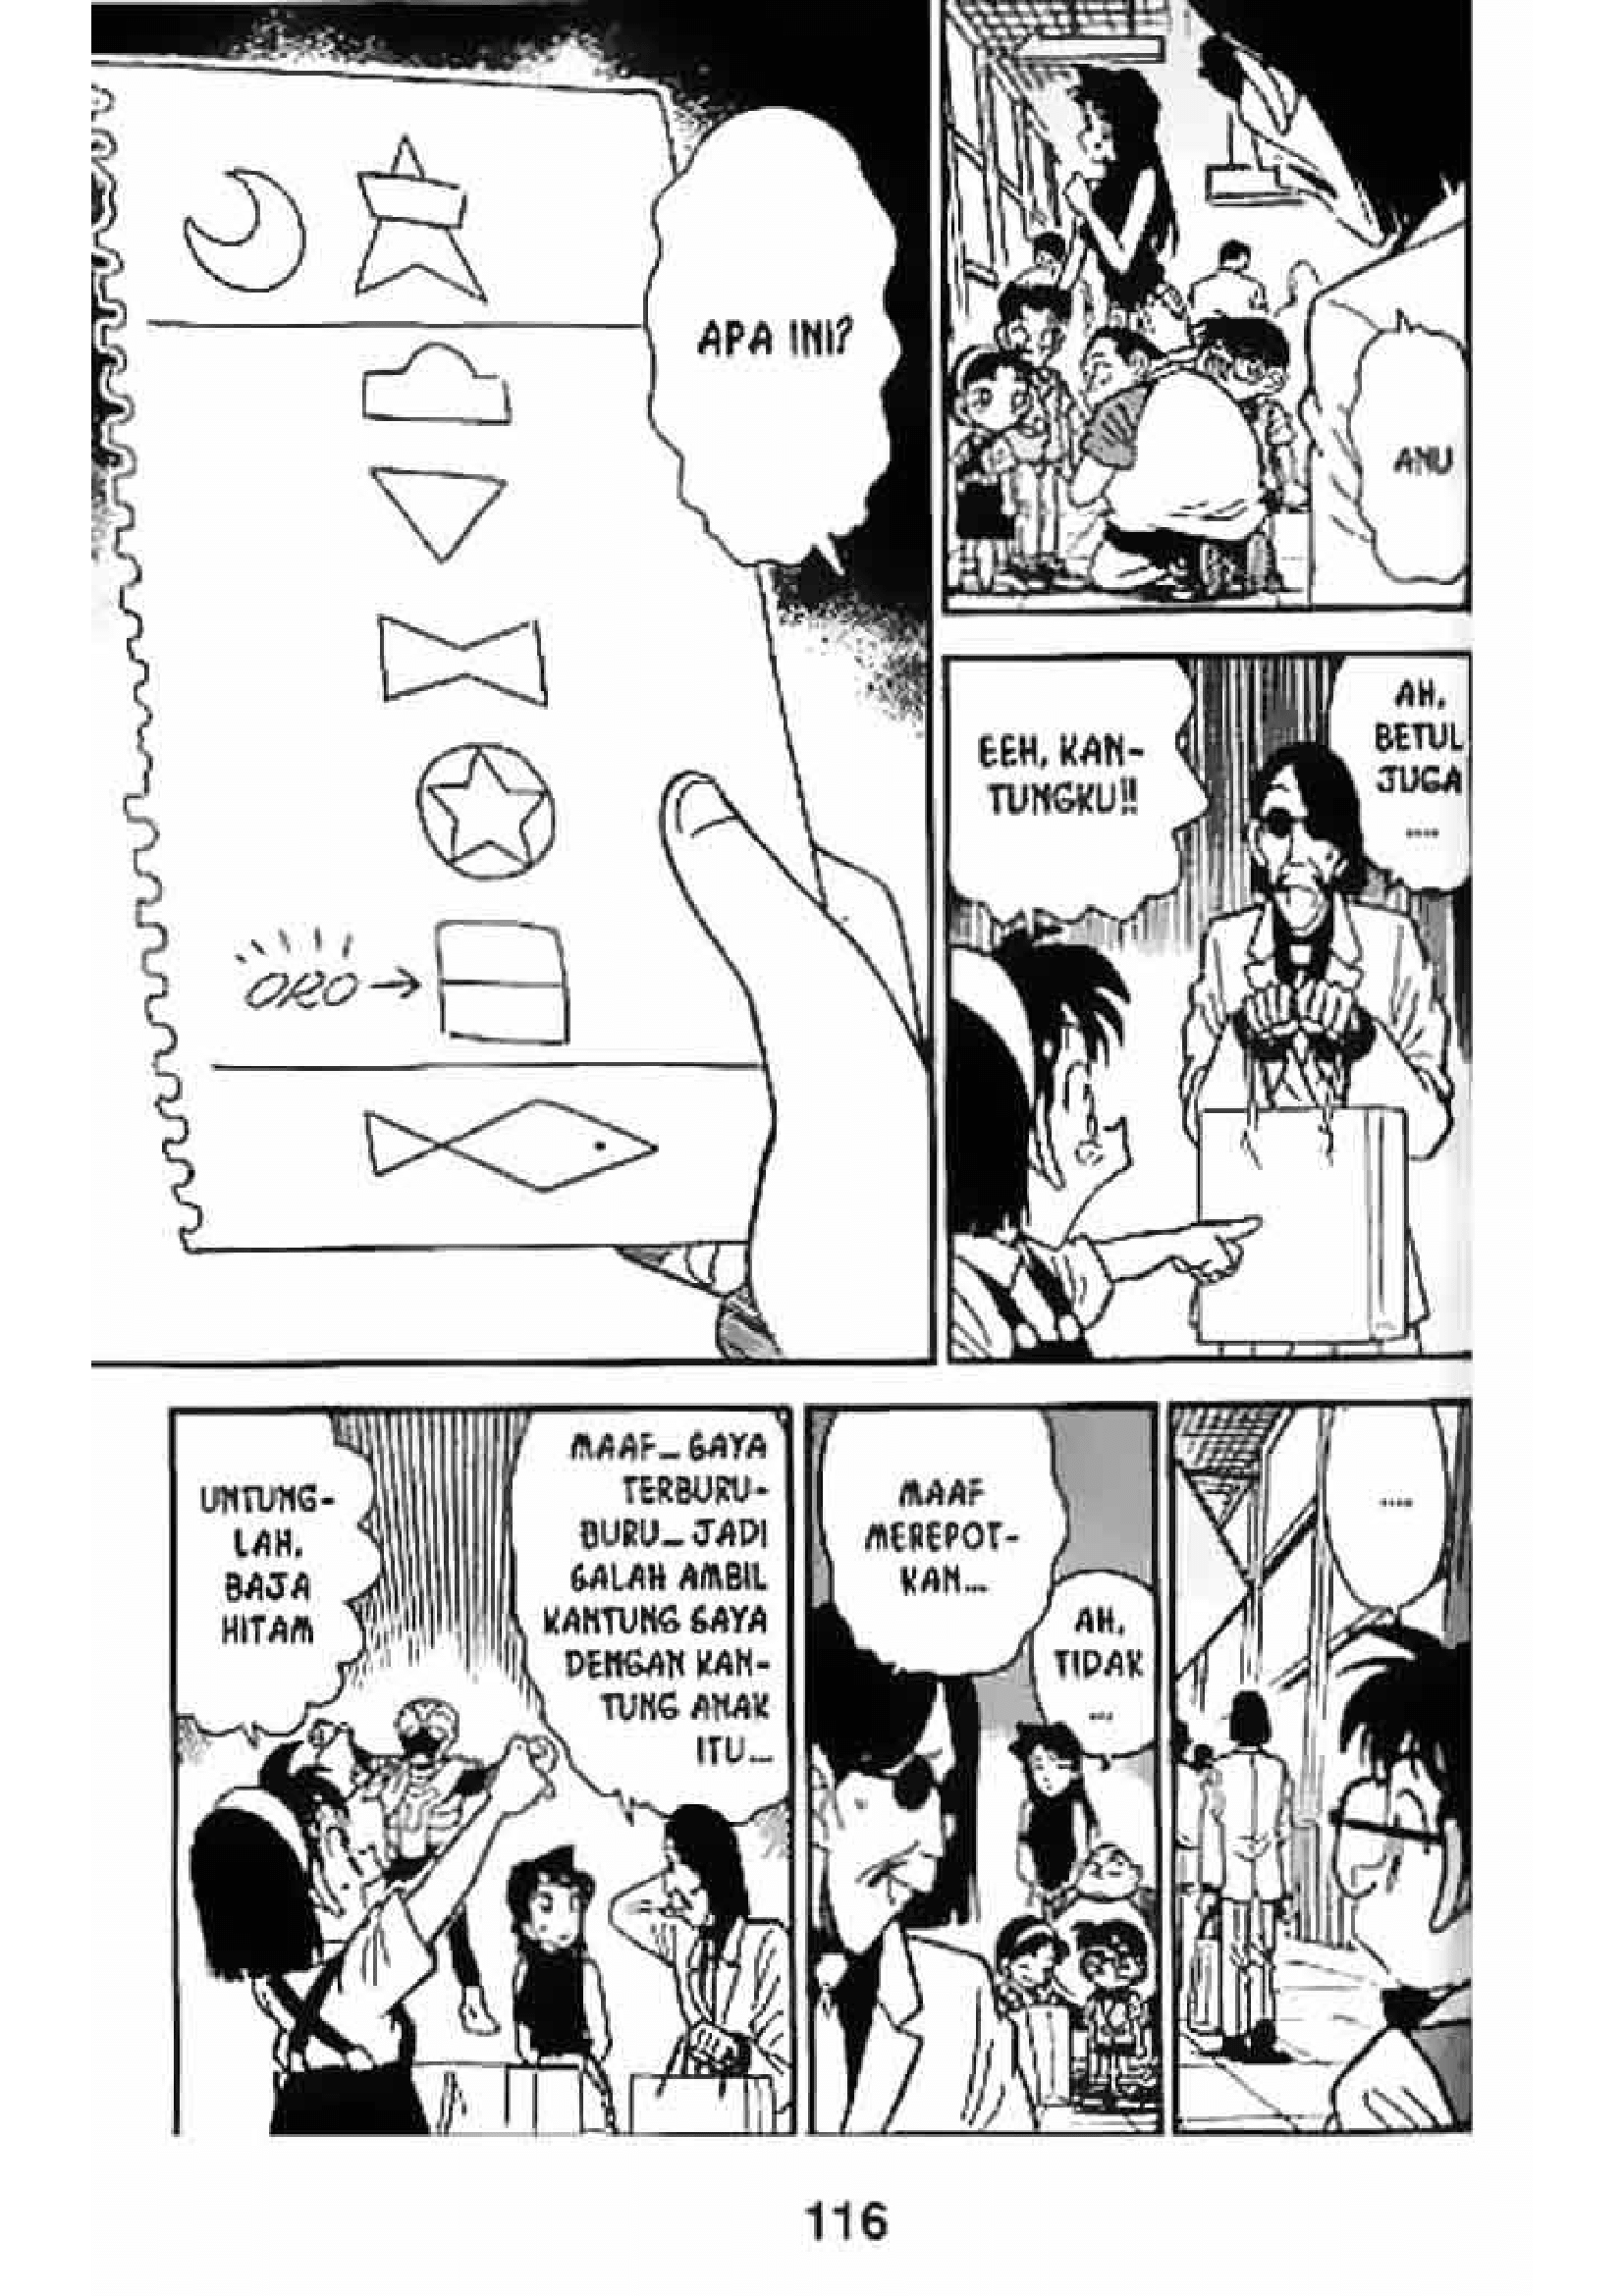 APA INI?
ORO
ANU
EEH, KAN-
TUNGKU!!
AH,
BETUL
JUGA
....
UNTUNG-
LAH,
BAJA
HITAM
MAAF... SAYA
TERBURU-
BURU... JADI
SALAH AMBIL
KANTUNG SAYA
DENGAN KAN-
TUNG ANAK
ITU...
MAAF
MEREPOT-
KAN...
AH,
TIDAK
...
....
116